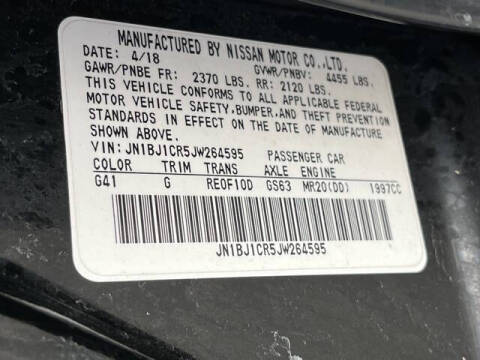 MANUFACTURED BY NISSAN MOTOR CO.,LTD.
DATE: 4/18 GVWR/PNBV: 4455 LBS.
GAWR/PNBE FR: 2370 LBS. RR: 2120 LBS.
THIS VEHICLE CONFORMS TO ALL APPLICABLE FEDERAL
MOTOR VEHICLE SAFETY,BUMPER,AND THEFT PREVENTION
STANDARDS IN EFFECT ON THE DATE OF MANUFACTURE
SHOWN ABOVE.
VIN: JN1BJ1CR5JW264595 PASSENGER CAR
COLOR TRIM TRANS AXLE ENGINE
G41 G RE0F10D GS63 MR20(DD) 1997CC
JN1BJ1CR5JW264595